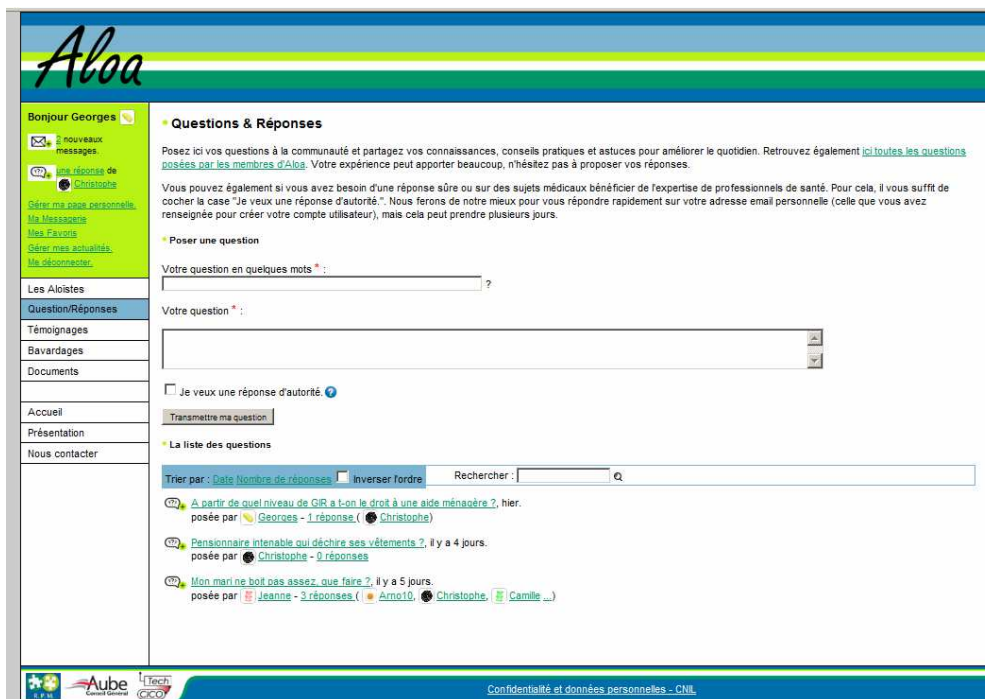 Aloa
Bonjour Georges
2 nouveaux
messages.
une réponse de
Christophe
Gérer ma page personnelle.
Ma Messagerie
Mes Favoris
Gérer mes actualités.
Me déconnecter.
Les Aloïstes
Question/Réponses
Témoignages
Bavardages
Documents
Accueil
Présentation
Nous contacter
Questions & Réponses
Posez ici vos questions à la communauté et partagez vos connaissances, conseils pratiques et astuces pour améliorer le quotidien. Retrouvez également ici toutes les questions
posées par les membres d'Aloa. Votre expérience peut apporter beaucoup, n'hésitez pas à proposer vos réponses.
Vous pouvez également si vous avez besoin d'une réponse sûre ou sur des sujets médicaux bénéficier de l'expertise de professionnels de santé. Pour cela, il vous suffit de
cocher la case "Je veux une réponse d'autorité.". Nous ferons de notre mieux pour vous répondre rapidement sur votre adresse email personnelle (celle que vous avez
renseignée pour créer votre compte utilisateur), mais cela peut prendre plusieurs jours.
Poser une question
Votre question en quelques mots * :
?
Votre question * :
Je veux une réponse d'autorité. ?
Transmettre ma question
La liste des questions
Trier par : Date Nombre de réponses Inverser l'ordre Rechercher :
A partir de quel niveau de GIR a t-on le droit à une aide ménagère ?, hier.
posée par Georges - 1 réponse ( Christophe)
Pensionnaire intenable qui déchire ses vêtements ?, il y a 4 jours.
posée par Christophe - 0 réponses
Mon mari ne boit pas assez, que faire ?, il y a 5 jours.
posée par Jeanne - 3 réponses ( Arno10, Christophe, Camille ...)
R.P.M. Aube Conseil Général Tech CICO
Confidentialité et données personnelles - CNIL